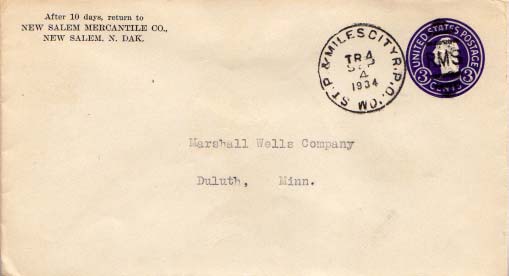 After 10 days, return to
NEW SALEM MERCANTILE CO.,
NEW SALEM, N. DAK.
ST. P. & MILES CITY R.P.O. MO.
TR 4
SEP
4
1934
UNITED STATES POSTAGE
MS
3 CENTS 3
Marshall Wells Company
Duluth, Minn.